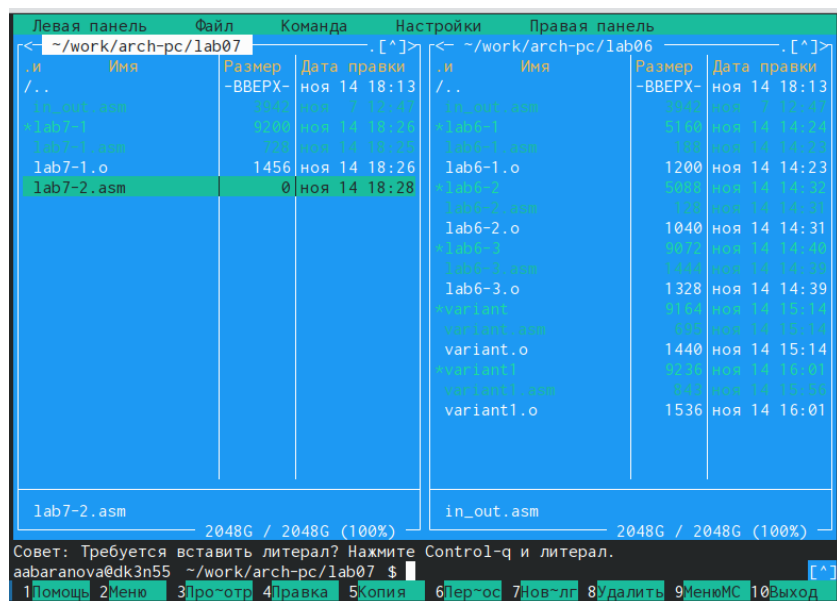 Левая панель Файл Команда Настройки Правая панель
<- ~/work/arch-pc/lab07 .[^]> <- ~/work/arch-pc/lab06 .[^]>
.и Имя Размер Дата правки .и Имя Размер Дата правки
/.. -ВВЕРХ- ноя 14 18:13 /.. -ВВЕРХ- ноя 14 18:13
in_out.asm 3942 ноя 7 12:47 in_out.asm 3942 ноя 7 12:47
*lab7-1 9200 ноя 14 18:26 *lab6-1 5160 ноя 14 14:24
lab7-1.asm 728 ноя 14 18:25 lab6-1.asm 188 ноя 14 14:23
lab7-1.o 1456 ноя 14 18:26 lab6-1.o 1200 ноя 14 14:23
lab7-2.asm 0 ноя 14 18:28 *lab6-2 5088 ноя 14 14:32
lab6-2.asm 128 ноя 14 14:31
lab6-2.o 1040 ноя 14 14:31
*lab6-3 9072 ноя 14 14:40
lab6-3.asm 1444 ноя 14 14:39
lab6-3.o 1328 ноя 14 14:39
*variant 9164 ноя 14 15:14
variant.asm 695 ноя 14 15:14
variant.o 1440 ноя 14 15:14
*variant1 9236 ноя 14 16:01
variant1.asm 843 ноя 14 15:50
variant1.o 1536 ноя 14 16:01
lab7-2.asm in_out.asm
2048G / 2048G (100%) 2048G / 2048G (100%)
Совет: Требуется вставить литерал? Нажмите Control-q и литерал.
aabaranova@dk3n55 ~/work/arch-pc/lab07 $ [^]
1Помощь 2Меню 3Про~отр 4Правка 5Копия 6Пер~ос 7Нов~лг 8Удалить 9МенюMC 10Выход